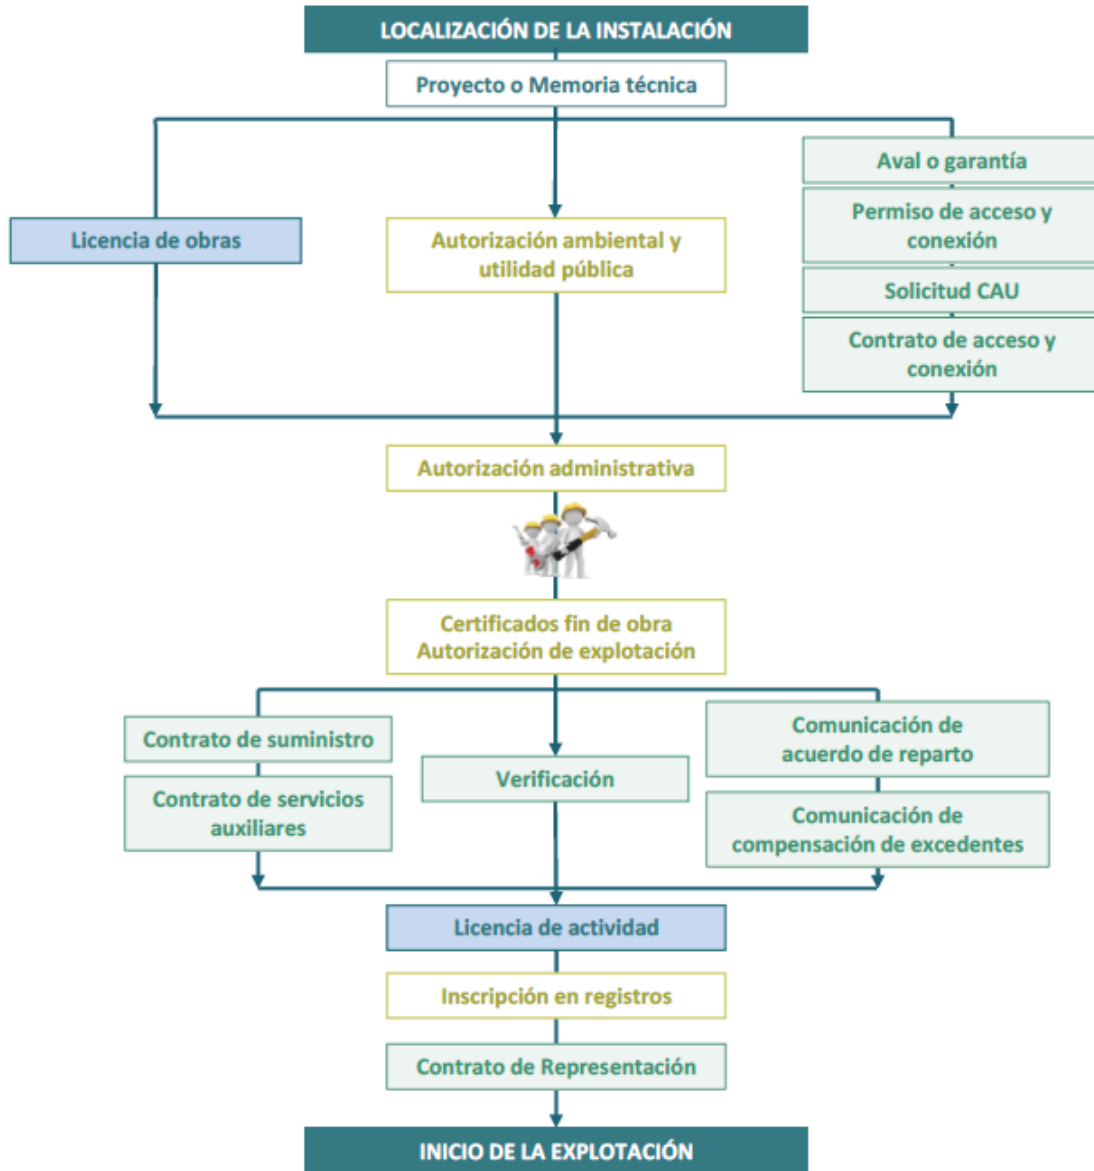 LOCALIZACIÓN DE LA INSTALACIÓN
Proyecto o Memoria técnica
Licencia de obras
Autorización ambiental y
utilidad pública
Aval o garantía
Permiso de acceso y
conexión
Solicitud CAU
Contrato de acceso y
conexión
Autorización administrativa
Certificados fin de obra
Autorización de explotación
Contrato de suministro
Contrato de servicios
auxiliares
Verificación
Comunicación de
acuerdo de reparto
Comunicación de
compensación de excedentes
Licencia de actividad
Inscripción en registros
Contrato de Representación
INICIO DE LA EXPLOTACIÓN